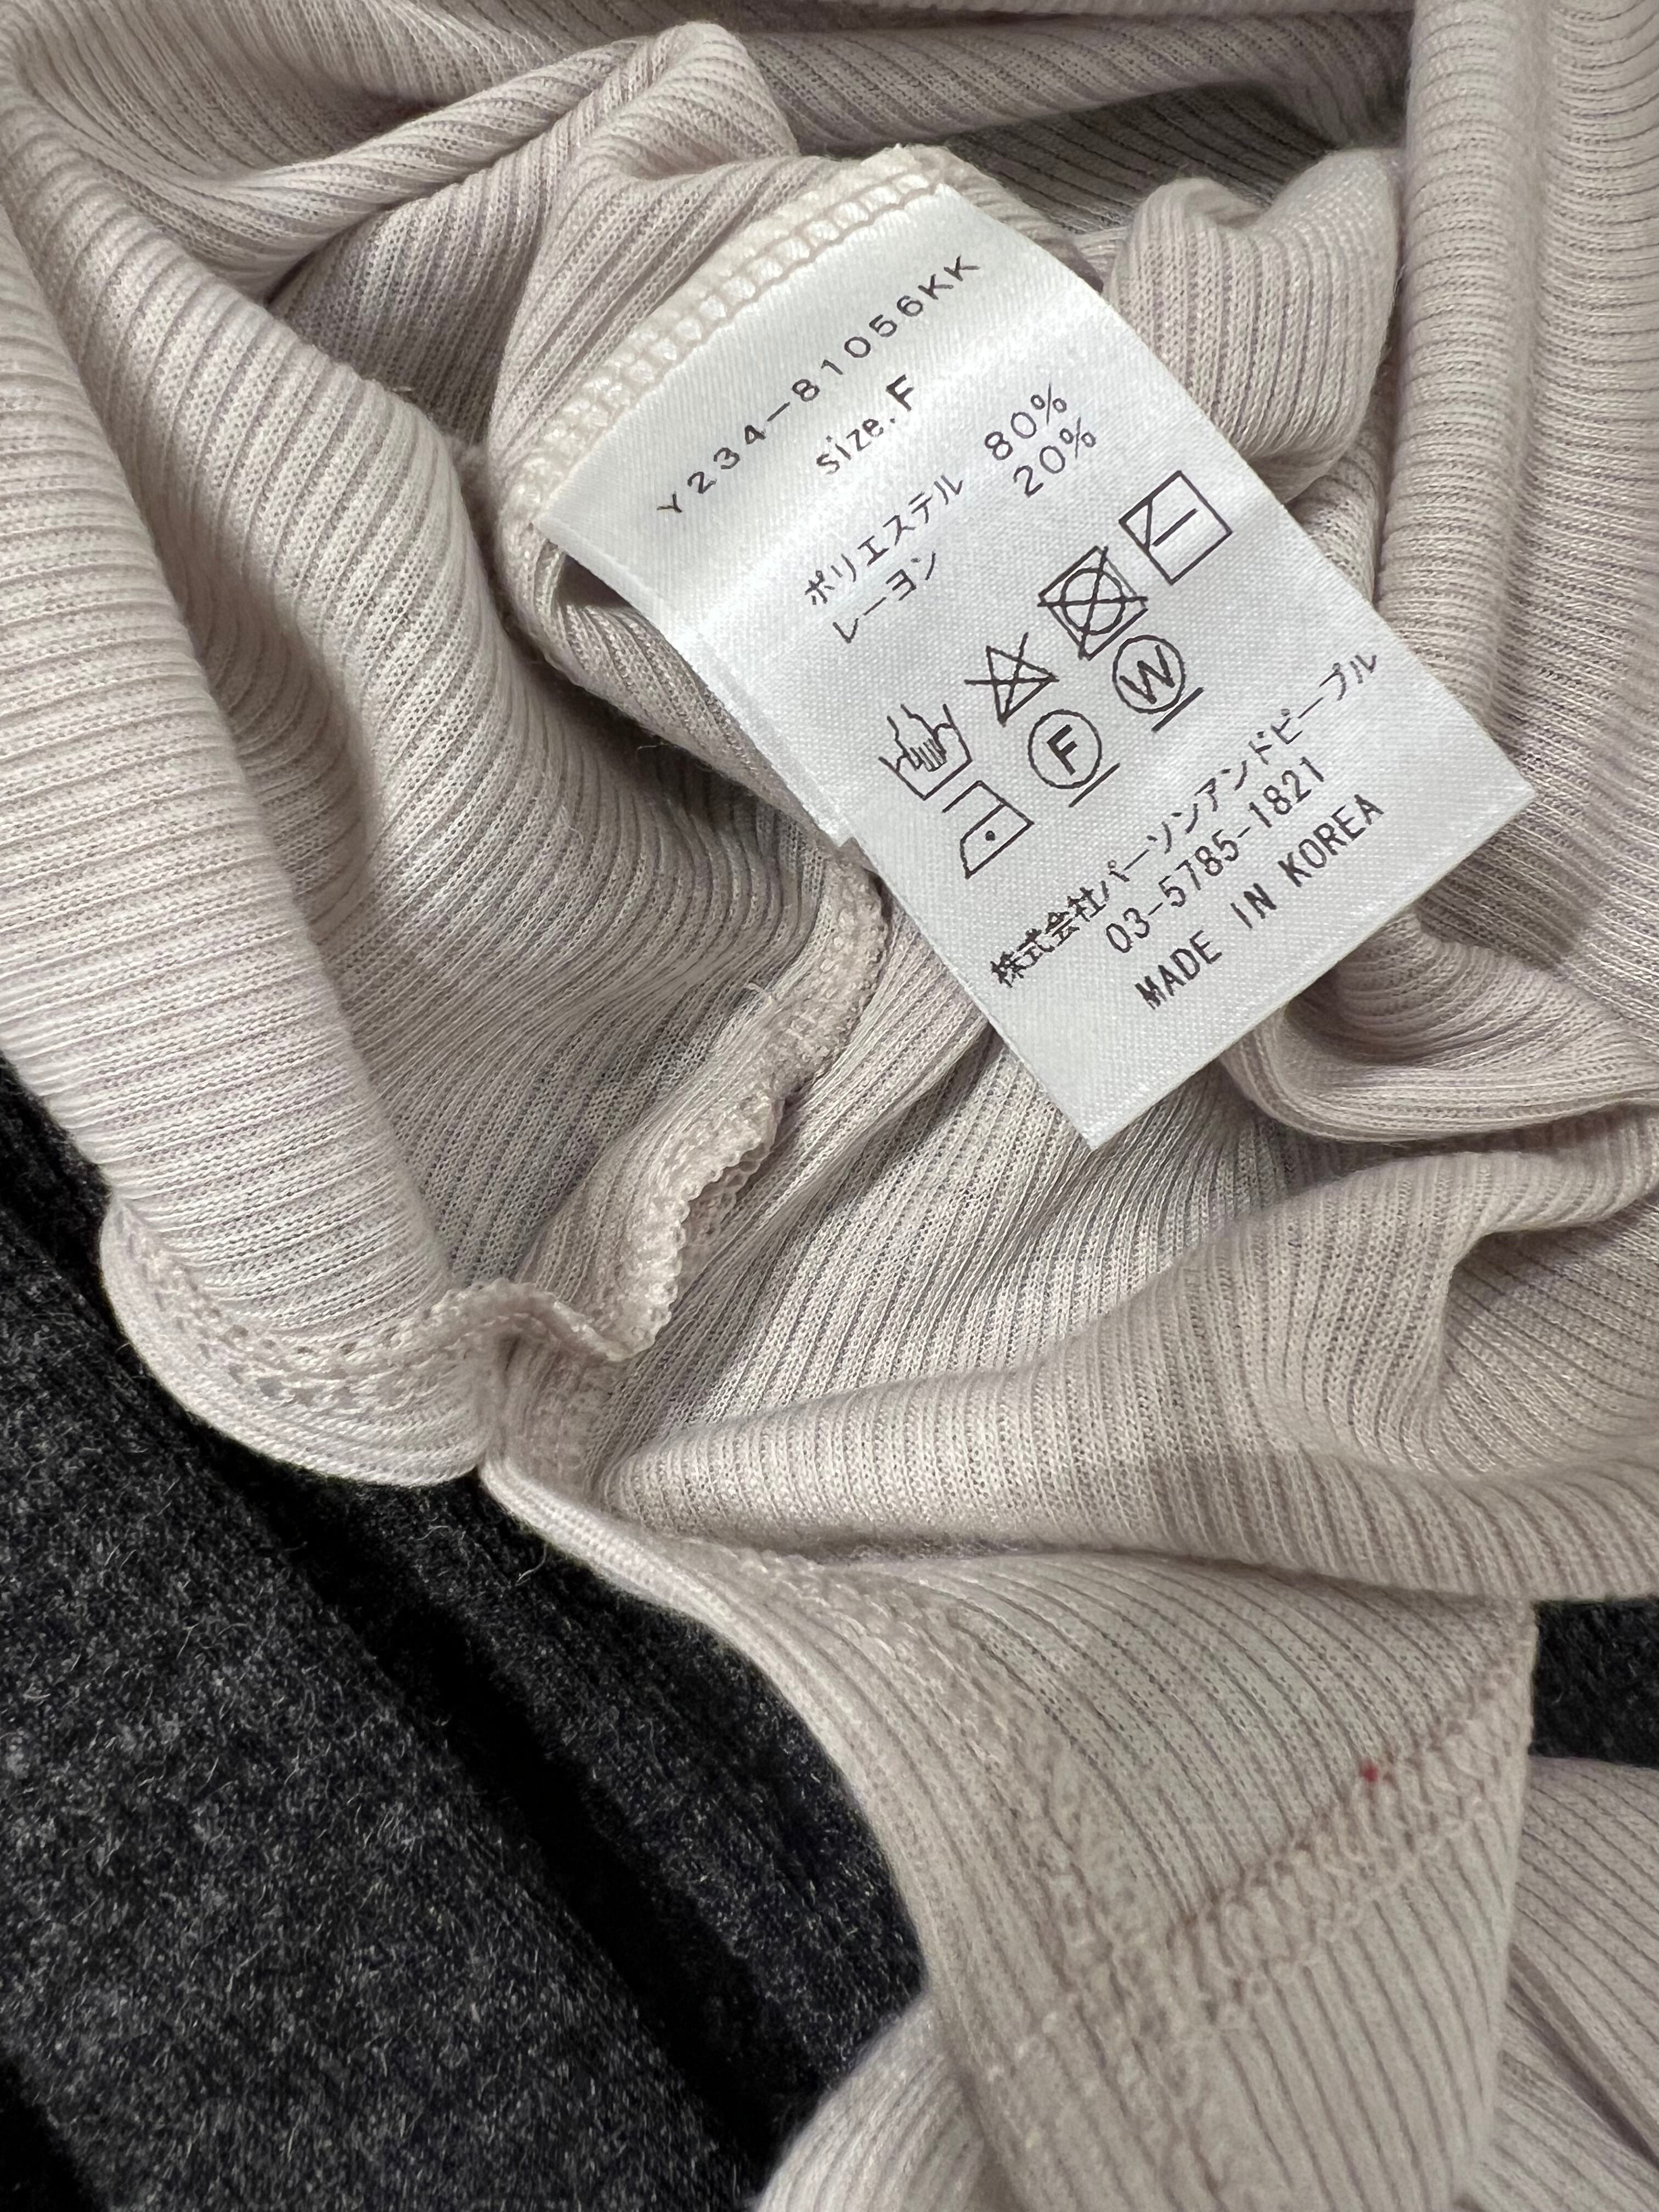 Y234-81056KK
size.F
ポリエステル 80%
レーヨン 20%
F W
株式会社パーソンアンドピープル
03-5785-1821
MADE IN KOREA